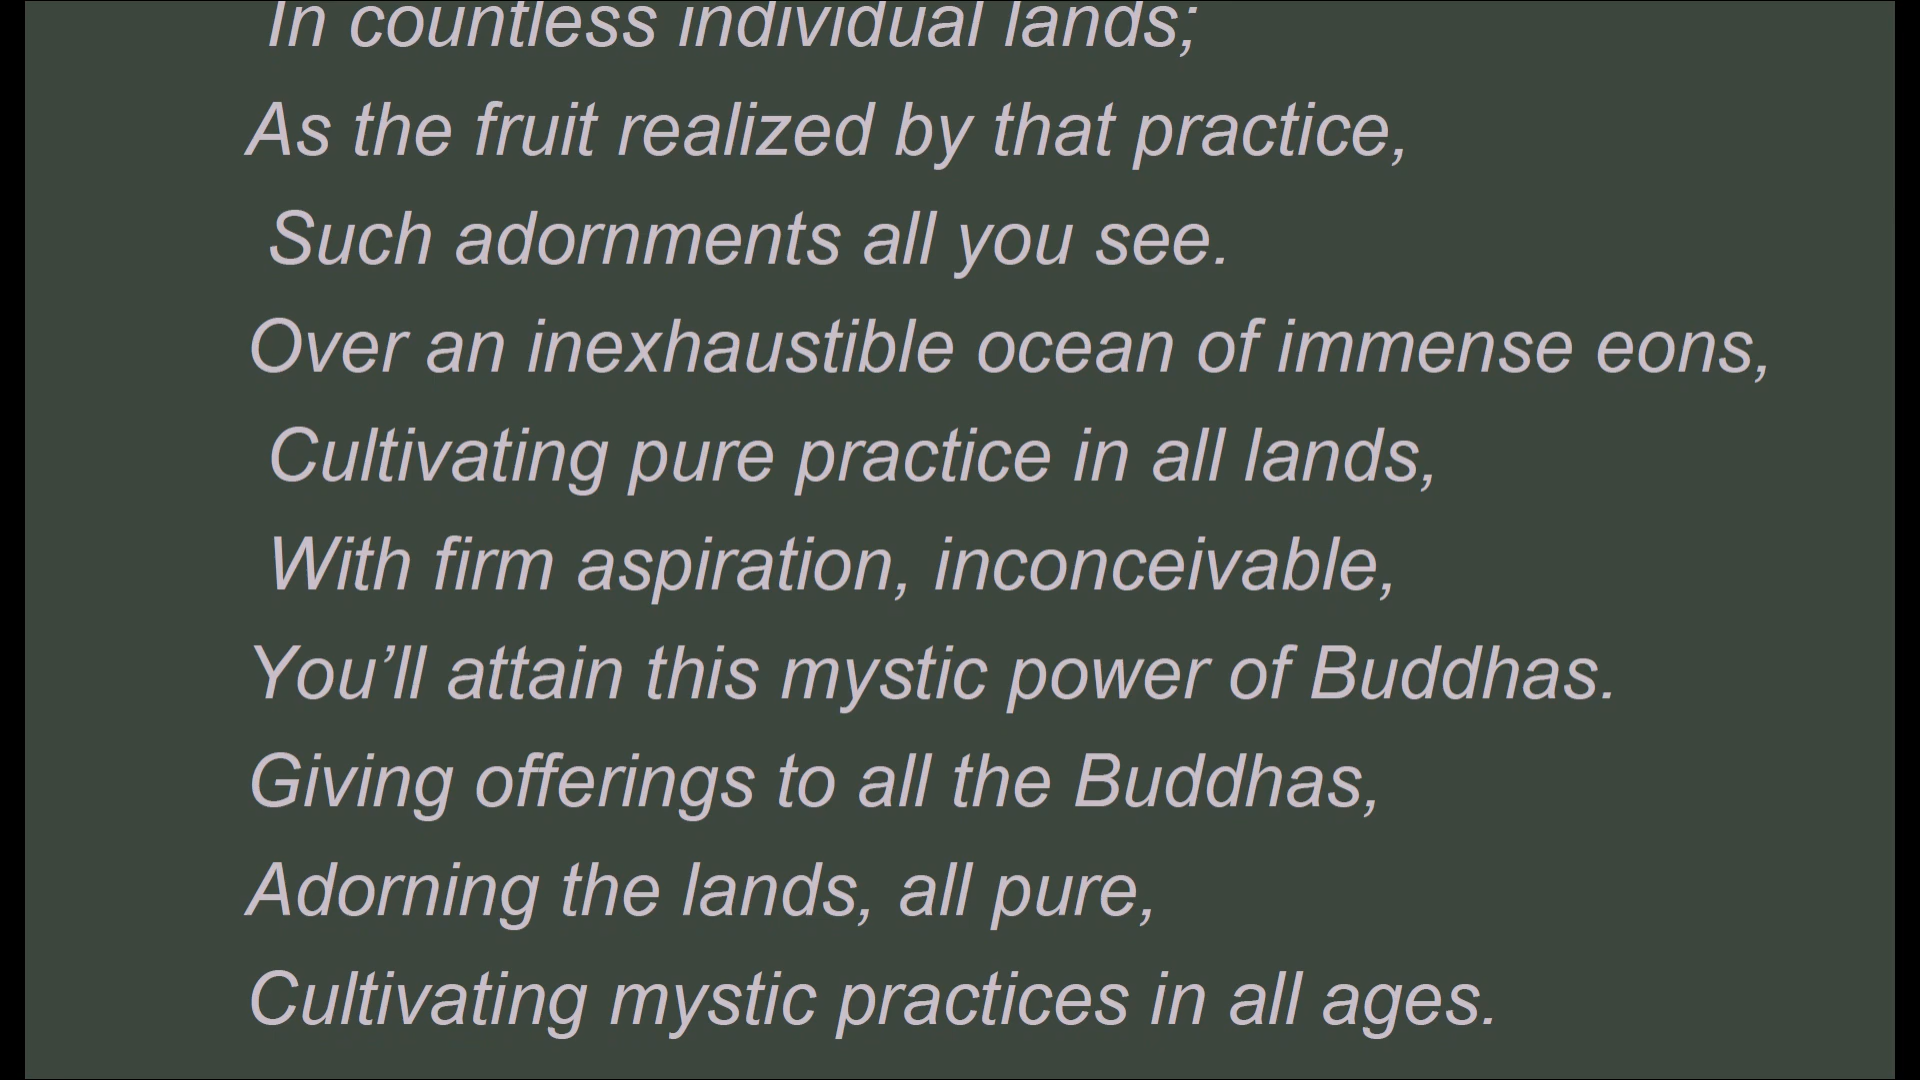 In countless individual lands;
As the fruit realized by that practice,
Such adornments all you see.
Over an inexhaustible ocean of immense eons,
Cultivating pure practice in all lands,
With firm aspiration, inconceivable,
You’ll attain this mystic power of Buddhas.
Giving offerings to all the Buddhas,
Adorning the lands, all pure,
Cultivating mystic practices in all ages.